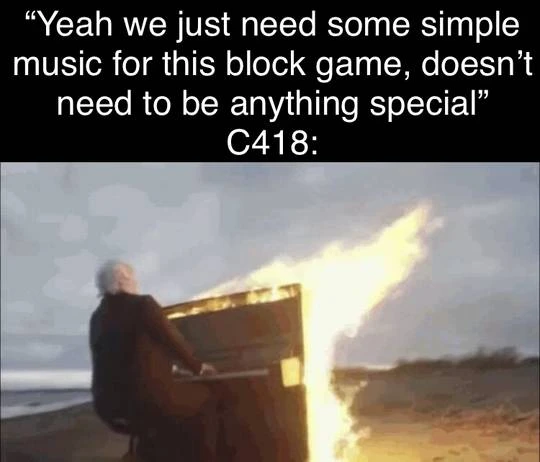 “Yeah we just need some simple
music for this block game, doesn’t
need to be anything special”
C418: